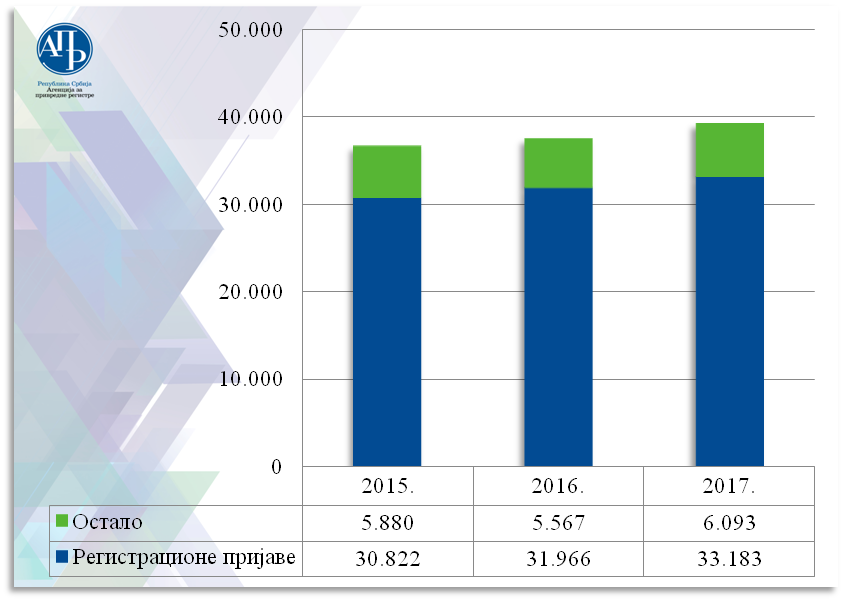 АПР
Република Србија
Агенција за
привредне регистре
50.000
40.000
30.000
20.000
10.000
0
2015. 2016. 2017.
Остало 5.880 5.567 6.093
Регистрационе пријаве 30.822 31.966 33.183